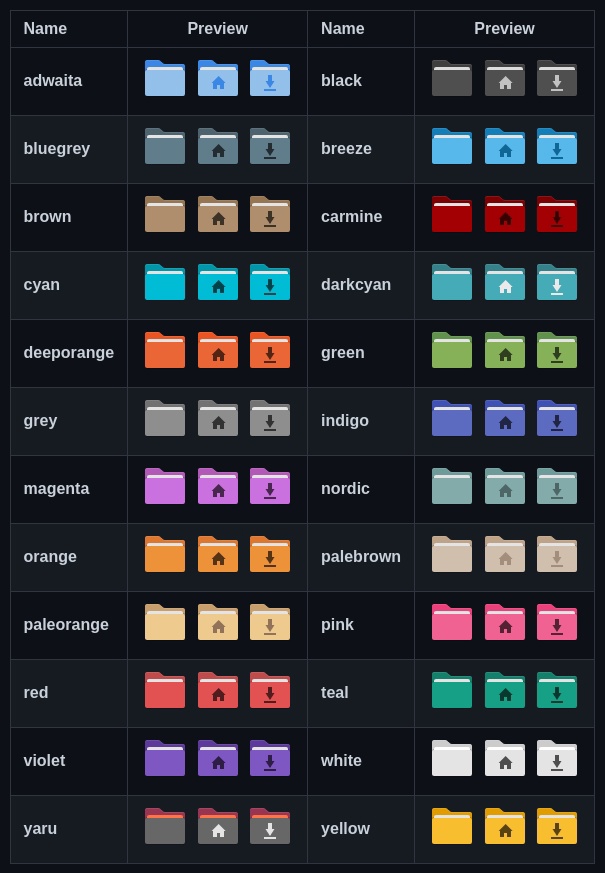 Name Preview Name Preview
adwaita black
bluegrey breeze
brown carmine
cyan darkcyan
deeporange green
grey indigo
magenta nordic
orange palebrown
paleorange pink
red teal
violet white
yaru yellow